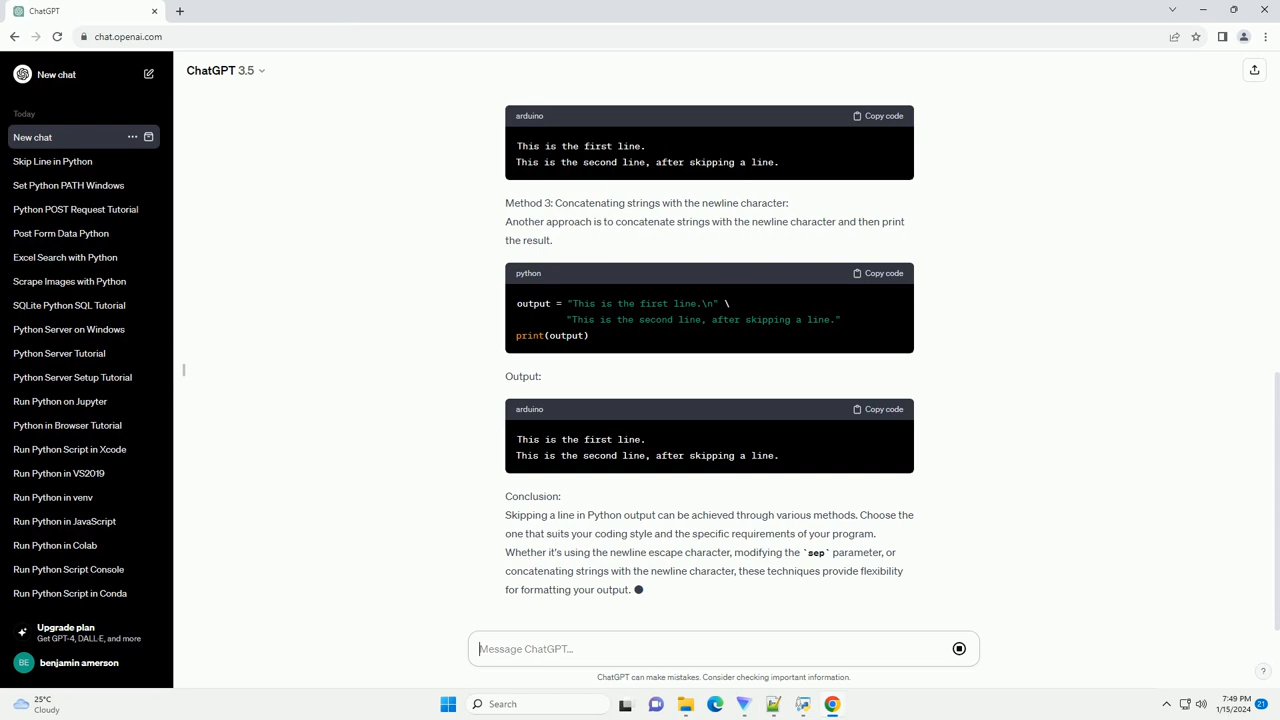 ChatGPT
chat.openai.com
New chat
Today
New chat
Skip Line in Python
Set Python PATH Windows
Python POST Request Tutorial
Post Form Data Python
Excel Search with Python
Scrape Images with Python
SQLite Python SQL Tutorial
Python Server on Windows
Python Server Tutorial
Python Server Setup Tutorial
Run Python on Jupyter
Python in Browser Tutorial
Run Python Script in Xcode
Run Python in VS2019
Run Python in venv
Run Python in JavaScript
Run Python in Colab
Run Python Script Console
Run Python Script in Conda
Upgrade plan
Get GPT-4, DALL·E, and more
BE benjamin amerson
ChatGPT 3.5
arduino Copy code
This is the first line.
This is the second line, after skipping a line.
Method 3: Concatenating strings with the newline character:
Another approach is to concatenate strings with the newline character and then print
the result.
python Copy code
output = "This is the first line.\n" \
"This is the second line, after skipping a line."
print(output)
Output:
arduino Copy code
This is the first line.
This is the second line, after skipping a line.
Conclusion:
Skipping a line in Python output can be achieved through various methods. Choose the
one that suits your coding style and the specific requirements of your program.
Whether it's using the newline escape character, modifying the `sep` parameter, or
concatenating strings with the newline character, these techniques provide flexibility
for formatting your output.
Message ChatGPT...
ChatGPT can make mistakes. Consider checking important information.
?
25°C
Cloudy
Search
7:49 PM
1/15/2024
21